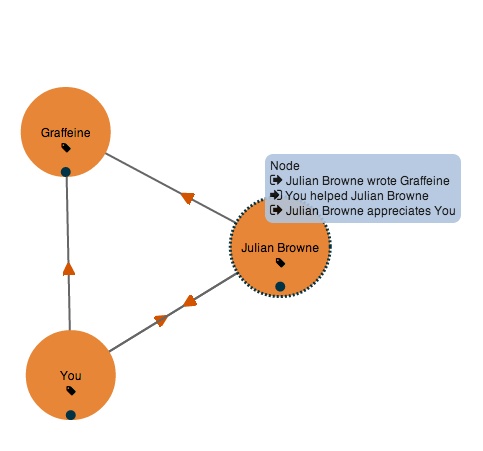 Graffeine
Node
Julian Browne wrote Graffeine
You helped Julian Browne
Julian Browne appreciates You
Julian Browne
You